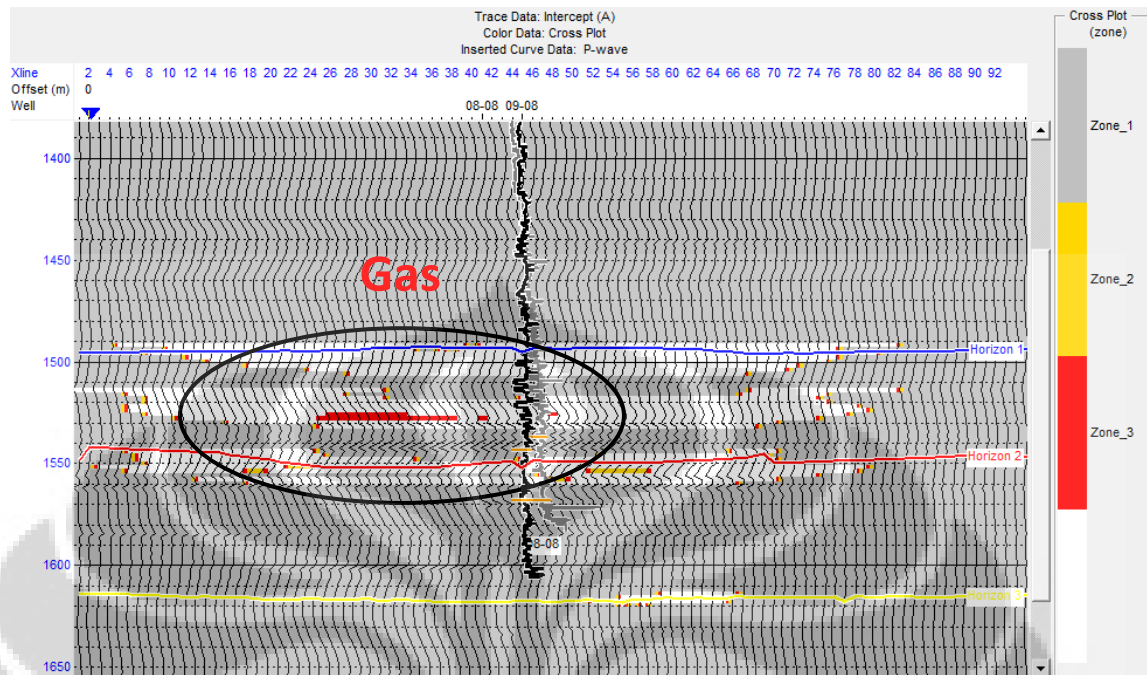 Trace Data: Intercept (A)
Color Data: Cross Plot
Inserted Curve Data: P-wave
Cross Plot
(zone)
Xline 2 4 6 8 10 12 14 16 18 20 22 24 26 28 30 32 34 36 38 40 42 44 46 48 50 52 54 56 58 60 62 64 66 68 70 72 74 76 78 80 82 84 86 88 90 92
Offset (m) 0
Well 08-08 09-08
1400
1450
1500
1550
1600
1650
Gas
Horizon 1
Horizon 2
8-08
Horizon 3
Zone_1
Zone_2
Zone_3